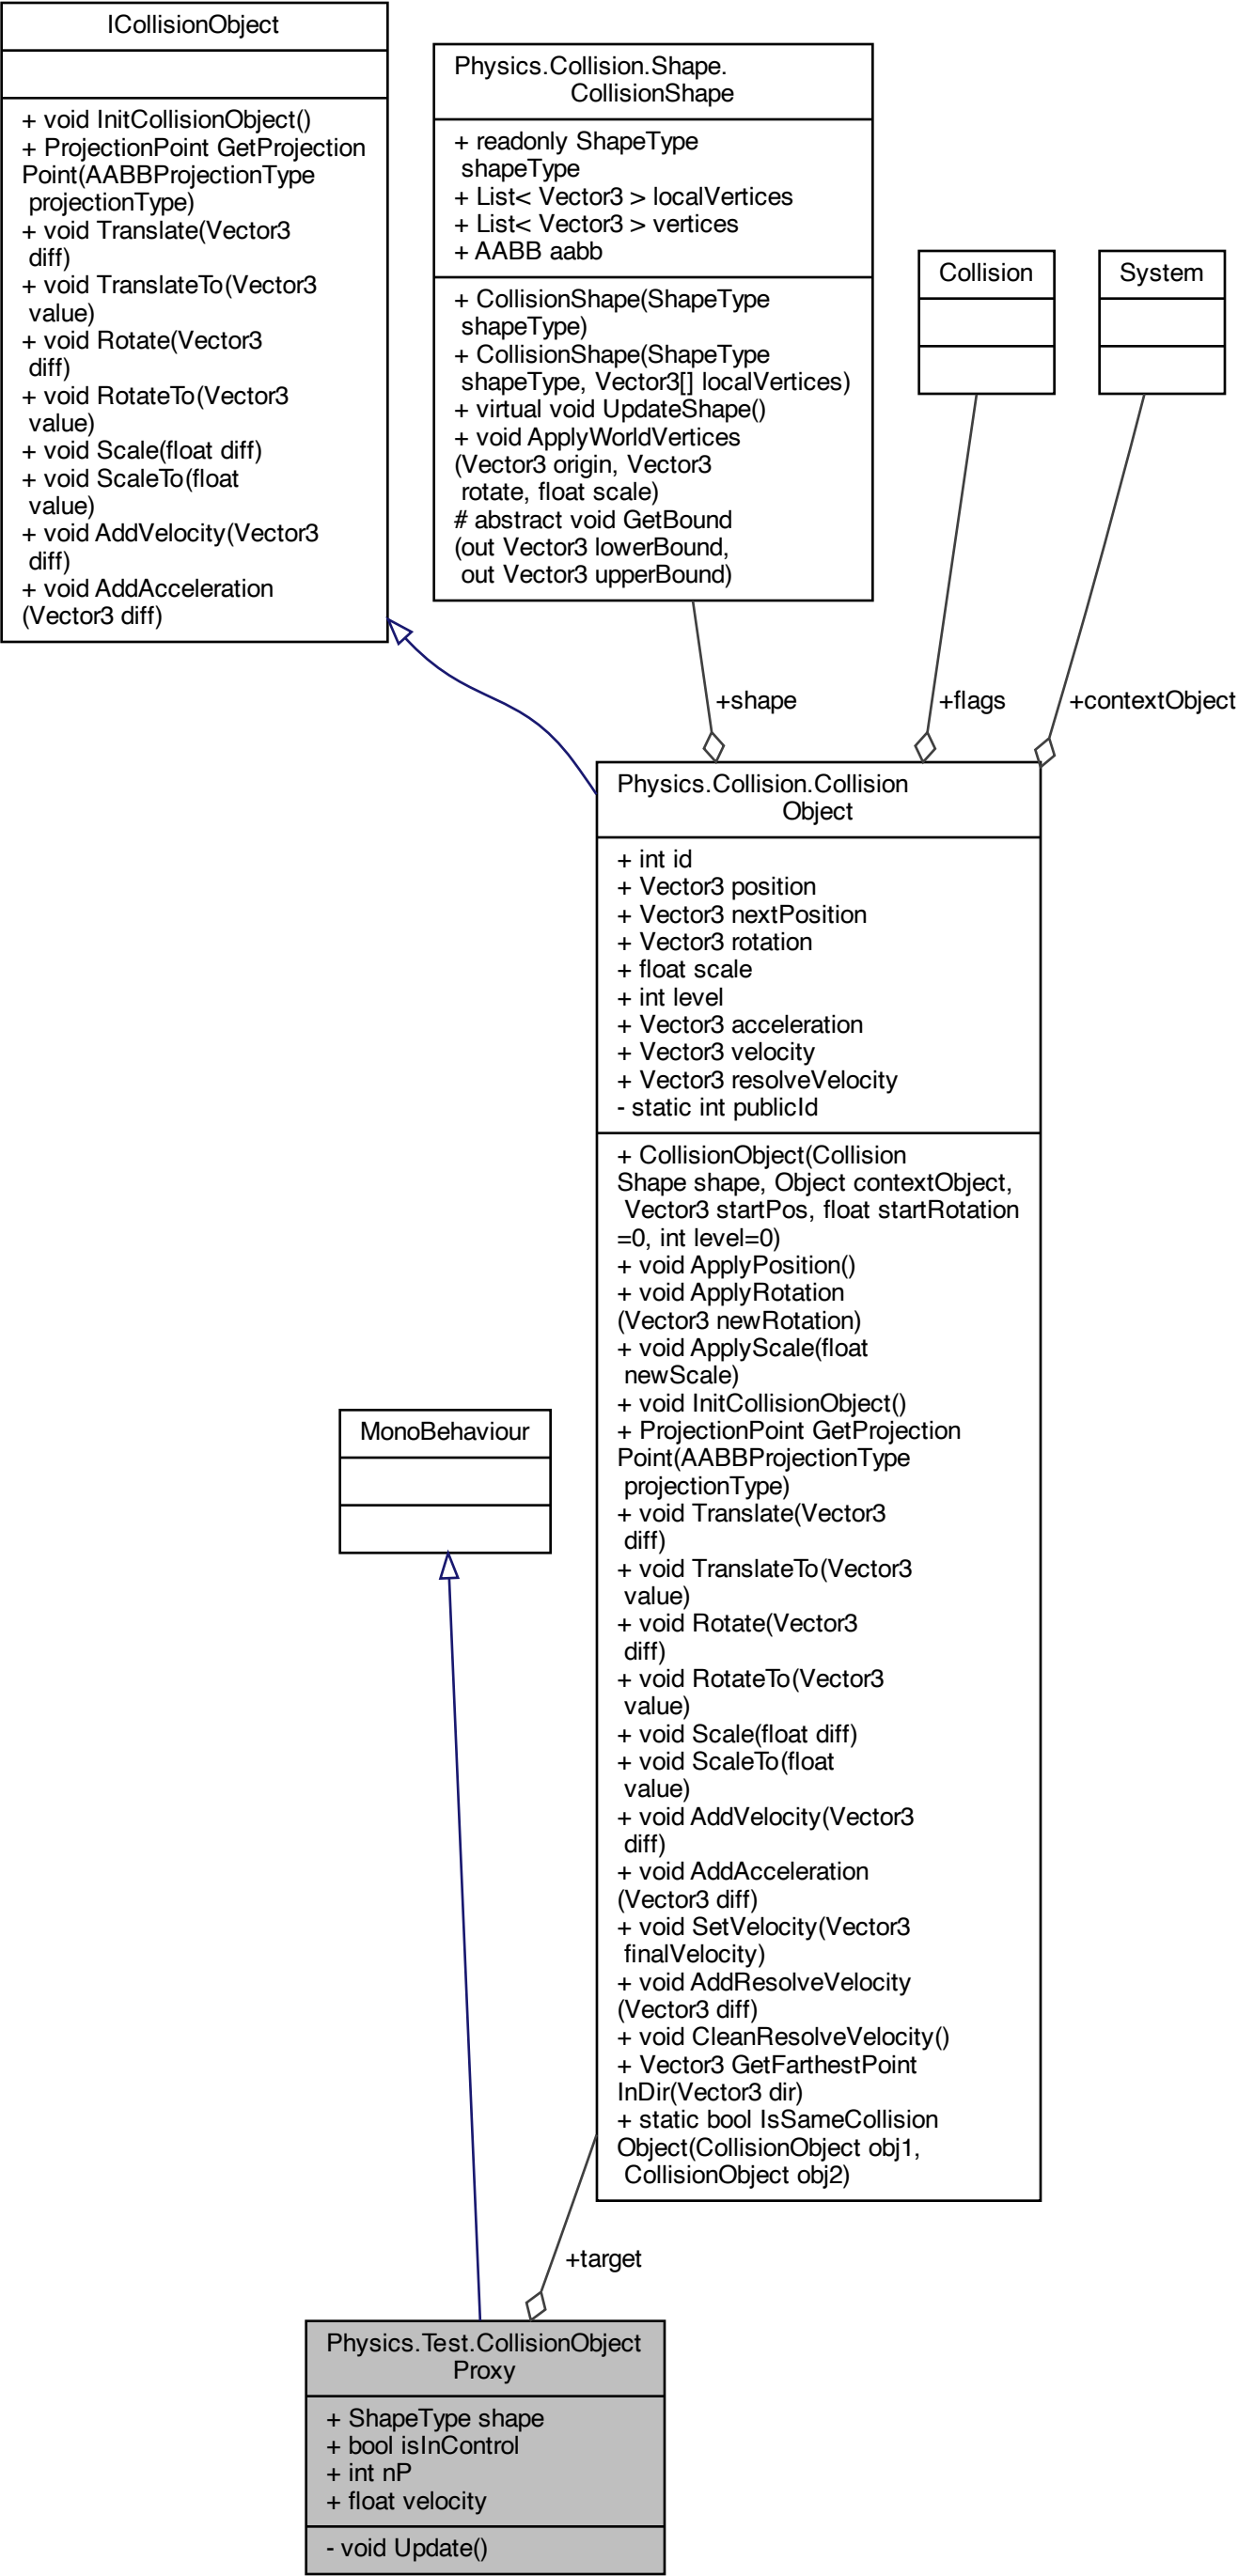 ICollisionObject
+ void InitCollisionObject()
+ ProjectionPoint GetProjection
Point(AABBProjectionType
projectionType)
+ void Translate(Vector3
diff)
+ void TranslateTo(Vector3
value)
+ void Rotate(Vector3
diff)
+ void RotateTo(Vector3
value)
+ void Scale(float diff)
+ void ScaleTo(float
value)
+ void AddVelocity(Vector3
diff)
+ void AddAcceleration
(Vector3 diff)
Physics.Collision.Shape.
CollisionShape
+ readonly ShapeType
shapeType
+ List< Vector3 > localVertices
+ List< Vector3 > vertices
+ AABB aabb
+ CollisionShape(ShapeType
shapeType)
+ CollisionShape(ShapeType
shapeType, Vector3[] localVertices)
+ virtual void UpdateShape()
+ void ApplyWorldVertices
(Vector3 origin, Vector3
rotate, float scale)
# abstract void GetBound
(out Vector3 lowerBound,
out Vector3 upperBound)
Collision
System
+shape
+flags
+contextObject
Physics.Collision.Collision
Object
+ int id
+ Vector3 position
+ Vector3 nextPosition
+ Vector3 rotation
+ float scale
+ int level
+ Vector3 acceleration
+ Vector3 velocity
+ Vector3 resolveVelocity
- static int publicId
+ CollisionObject(Collision
Shape shape, Object contextObject,
Vector3 startPos, float startRotation
=0, int level=0)
+ void ApplyPosition()
+ void ApplyRotation
(Vector3 newRotation)
+ void ApplyScale(float
newScale)
+ void InitCollisionObject()
+ ProjectionPoint GetProjection
Point(AABBProjectionType
projectionType)
+ void Translate(Vector3
diff)
+ void TranslateTo(Vector3
value)
+ void Rotate(Vector3
diff)
+ void RotateTo(Vector3
value)
+ void Scale(float diff)
+ void ScaleTo(float
value)
+ void AddVelocity(Vector3
diff)
+ void AddAcceleration
(Vector3 diff)
+ void SetVelocity(Vector3
finalVelocity)
+ void AddResolveVelocity
(Vector3 diff)
+ void CleanResolveVelocity()
+ Vector3 GetFarthestPoint
InDir(Vector3 dir)
+ static bool IsSameCollision
Object(CollisionObject obj1,
CollisionObject obj2)
MonoBehaviour
+target
Physics.Test.CollisionObject
Proxy
+ ShapeType shape
+ bool isInControl
+ int nP
+ float velocity
- void Update()